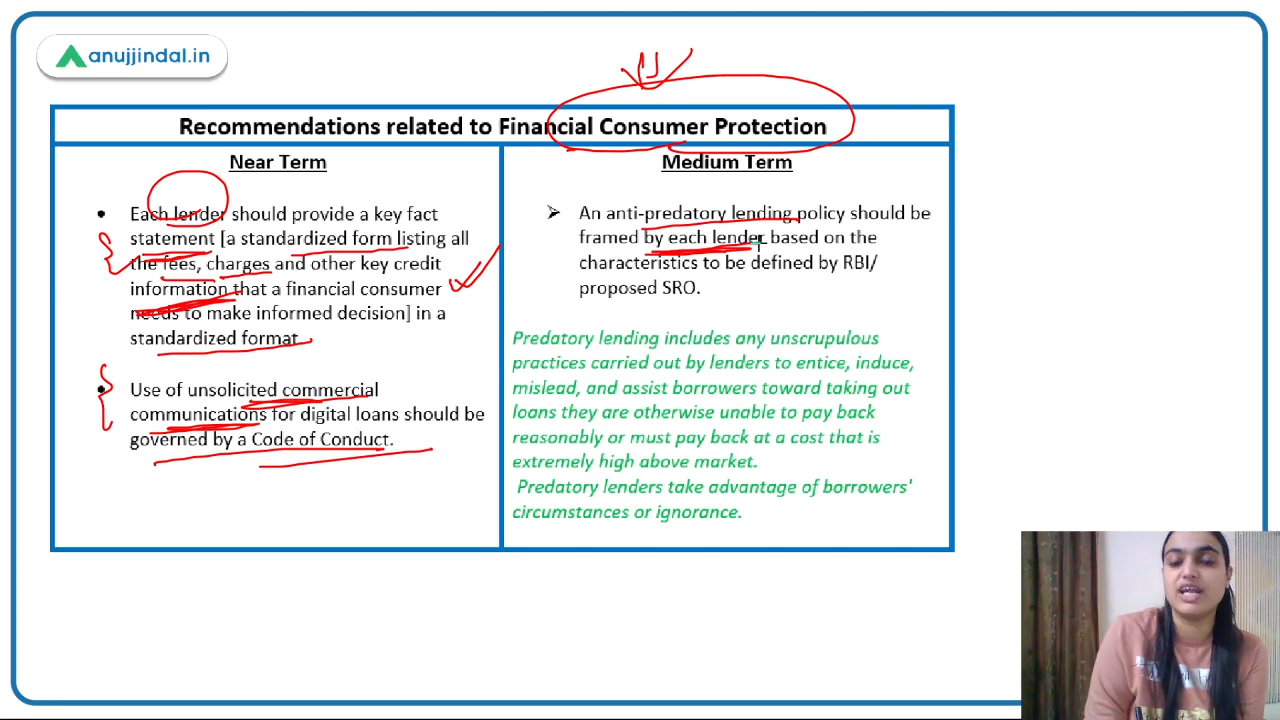 anujjindal.in
Recommendations related to Financial Consumer Protection
Near Term
• Each lender should provide a key fact
statement [a standardized form listing all
the fees, charges and other key credit
information that a financial consumer
needs to make informed decision] in a
standardized format
• Use of unsolicited commercial
communications for digital loans should be
governed by a Code of Conduct.
Medium Term
➢ An anti-predatory lending policy should be
framed by each lender based on the
characteristics to be defined by RBI/
proposed SRO.
Predatory lending includes any unscrupulous
practices carried out by lenders to entice, induce,
mislead, and assist borrowers toward taking out
loans they are otherwise unable to pay back
reasonably or must pay back at a cost that is
extremely high above market.
Predatory lenders take advantage of borrowers'
circumstances or ignorance.